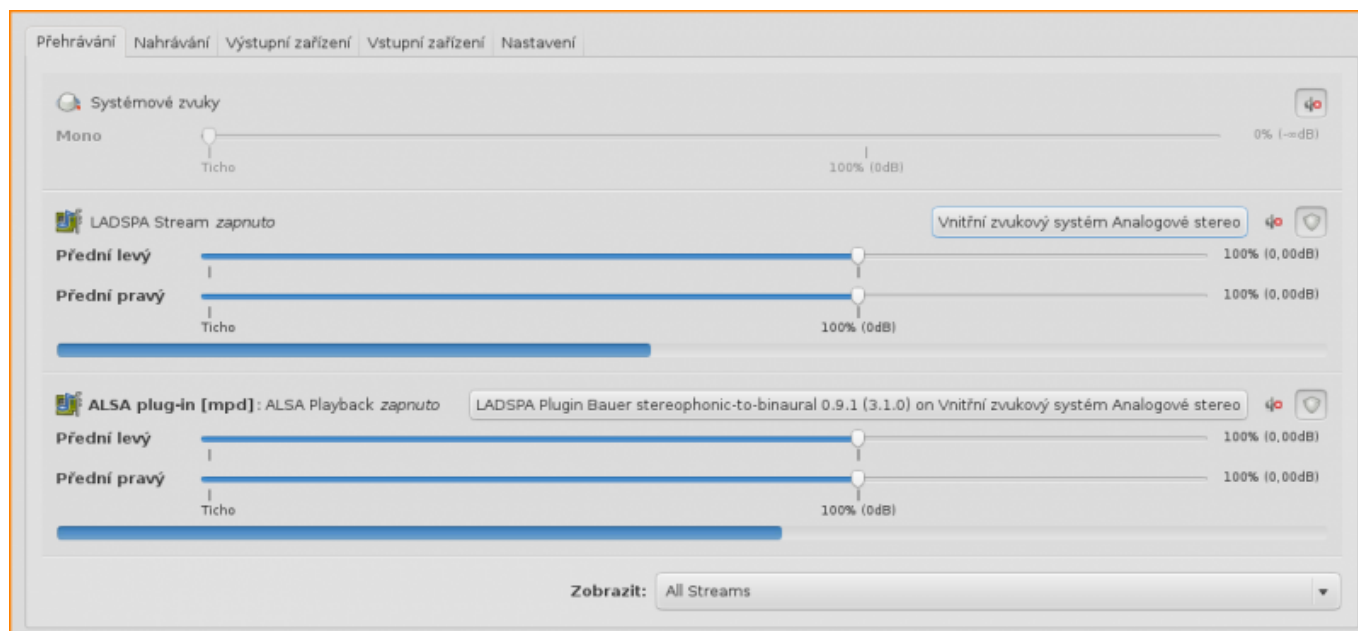 Přehrávání Nahrávání Výstupní zařízení Vstupní zařízení Nastavení
Systémové zvuky
Mono 0% (-∞dB)
Ticho 100% (0dB)
LADSPA Stream zapnuto Vnitřní zvukový systém Analogové stereo
Přední levý 100% (0,00dB)
Přední pravý 100% (0,00dB)
Ticho 100% (0dB)
ALSA plug-in [mpd]: ALSA Playback zapnuto LADSPA Plugin Bauer stereophonic-to-binaural 0.9.1 (3.1.0) on Vnitřní zvukový systém Analogové stereo
Přední levý 100% (0,00dB)
Přední pravý 100% (0,00dB)
Ticho 100% (0dB)
Zobrazit: All Streams